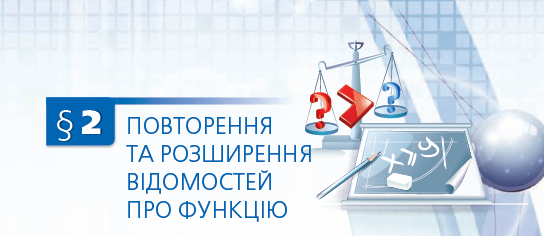 § 2
ПОВТОРЕННЯ
ТА РОЗШИРЕННЯ
ВІДОМОСТЕЙ
ПРО ФУНКЦІЮ
? > ?